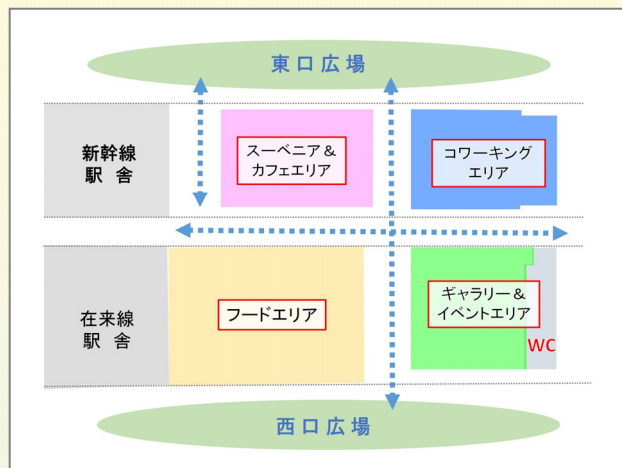 東口広場
新幹線
駅 舎
スーベニア＆
カフェエリア
コワーキング
エリア
在来線
駅 舎
フードエリア
ギャラリー＆
イベントエリア
WC
西口広場